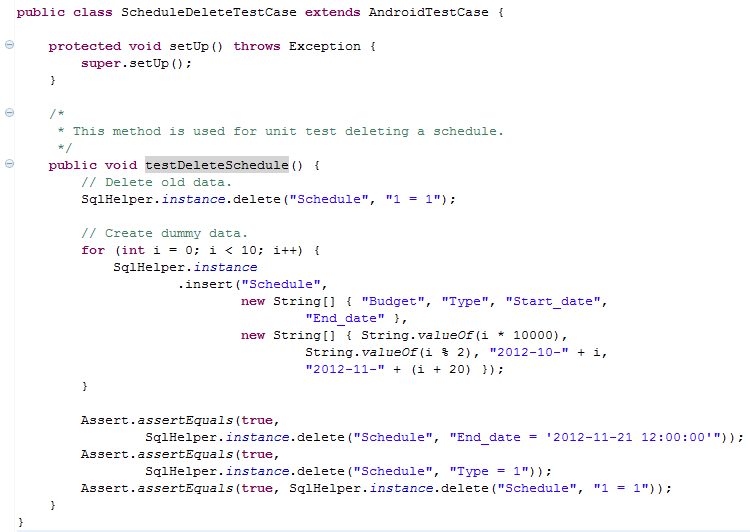 public class ScheduleDeleteTestCase extends AndroidTestCase {
    protected void setUp() throws Exception {
        super.setUp();
    }
    /*
     * This method is used for unit test deleting a schedule.
     */
    public void testDeleteSchedule() {
        // Delete old data.
        SqlHelper.instance.delete("Schedule", "1 = 1");
        // Create dummy data.
        for (int i = 0; i < 10; i++) {
            SqlHelper.instance
                    .insert("Schedule",
                            new String[] { "Budget", "Type", "Start_date",
                                    "End_date" },
                            new String[] { String.valueOf(i * 10000),
                                    String.valueOf(i % 2), "2012-10-" + i,
                                    "2012-11-" + (i + 20) });
        }
        Assert.assertEquals(true,
                SqlHelper.instance.delete("Schedule", "End_date = '2012-11-21 12:00:00'"));
        Assert.assertEquals(true,
                SqlHelper.instance.delete("Schedule", "Type = 1"));
        Assert.assertEquals(true, SqlHelper.instance.delete("Schedule", "1 = 1"));
    }
}